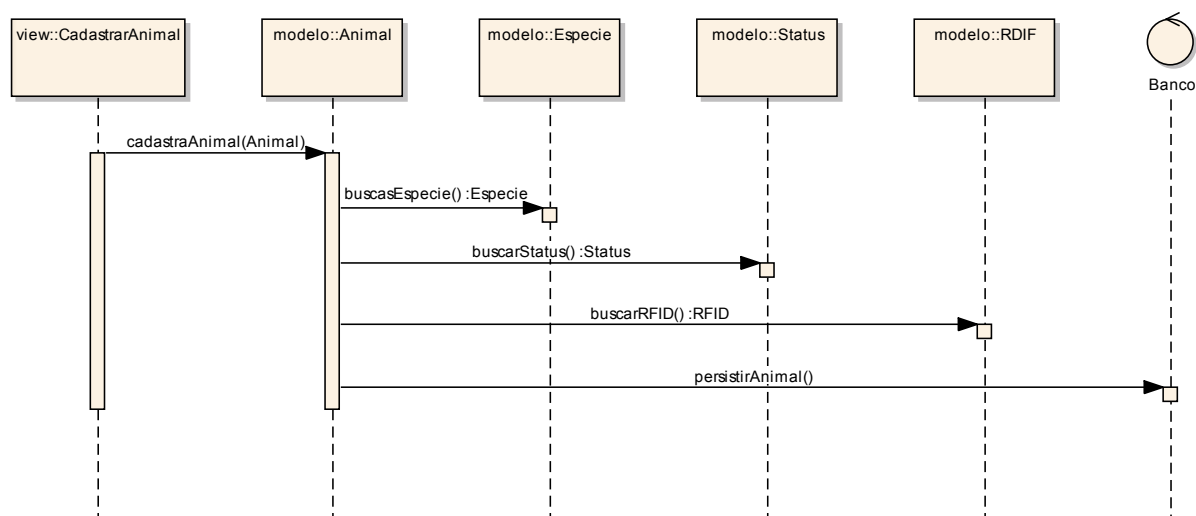 view::CadastrarAnimal
modelo::Animal
modelo::Especie
modelo::Status
modelo::RDIF
Banco
cadastraAnimal(Animal)
buscasEspecie() :Especie
buscarStatus() :Status
buscarRFID() :RFID
persistirAnimal()